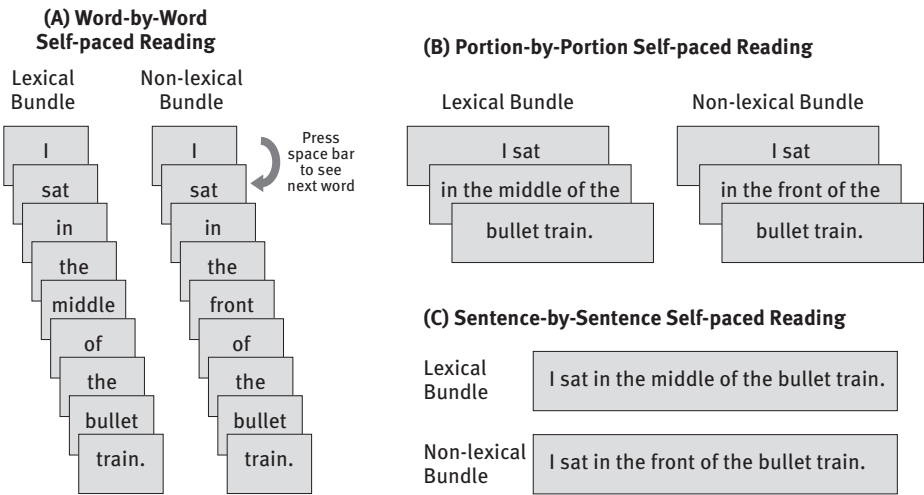 (A) Word-by-Word
Self-paced Reading
Lexical
Bundle
I
sat
in
the
middle
of
the
bullet
train.
Non-lexical
Bundle
I
sat
in
the
front
of
the
bullet
train.
Press
space bar
to see
next word
(B) Portion-by-Portion Self-paced Reading
Lexical Bundle
I sat
in the middle of the
bullet train.
Non-lexical Bundle
I sat
in the front of the
bullet train.
(C) Sentence-by-Sentence Self-paced Reading
Lexical
Bundle
I sat in the middle of the bullet train.
Non-lexical
Bundle
I sat in the front of the bullet train.